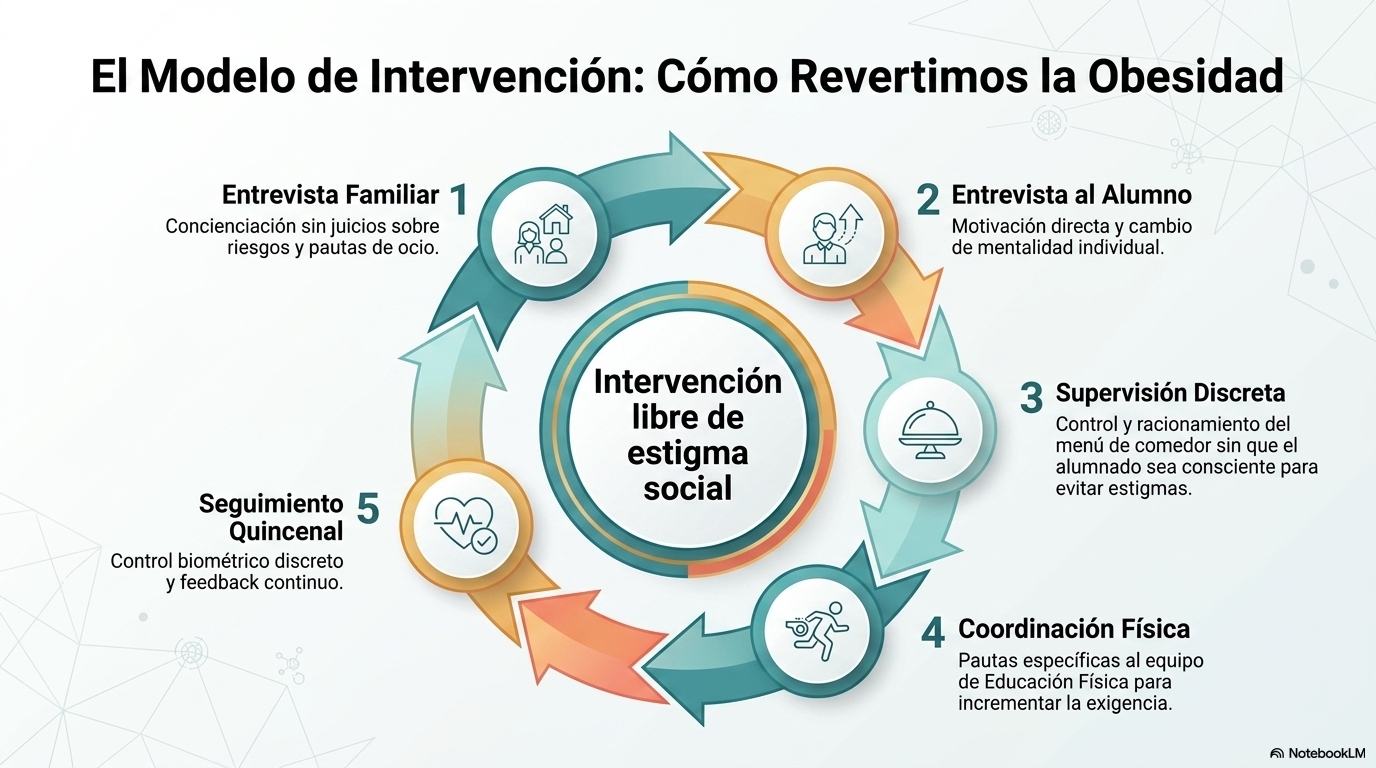 El Modelo de Intervención: Cómo Revertimos la Obesidad
Entrevista Familiar 1
Concienciación sin juicios sobre
riesgos y pautas de ocio.
2 Entrevista al Alumno
Motivación directa y cambio
de mentalidad individual.
3 Supervisión Discreta
Control y racionamiento del
menú de comedor sin que el
alumnado sea consciente para
evitar estigmas.
4 Coordinación Física
Pautas específicas al equipo
de Educación Física para
incrementar la exigencia.
Seguimiento 5
Quincenal
Control biométrico discreto
y feedback continuo.
Intervención
libre de
estigma
social
NotebookLM